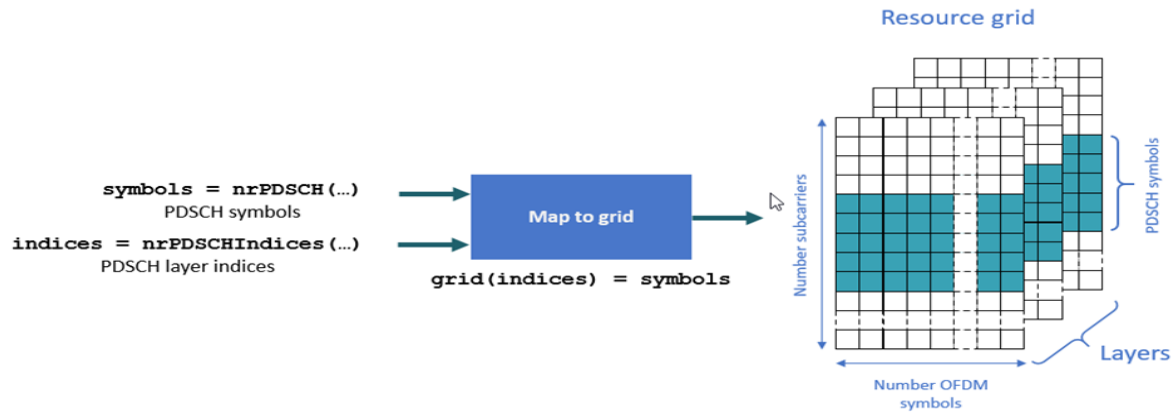 Resource grid
symbols = nrPDSCH(…)
PDSCH symbols
indices = nrPDSCHIndices(…)
PDSCH layer indices
Map to grid
grid(indices) = symbols
Number subcarriers
PDSCH symbols
Layers
Number OFDM
symbols